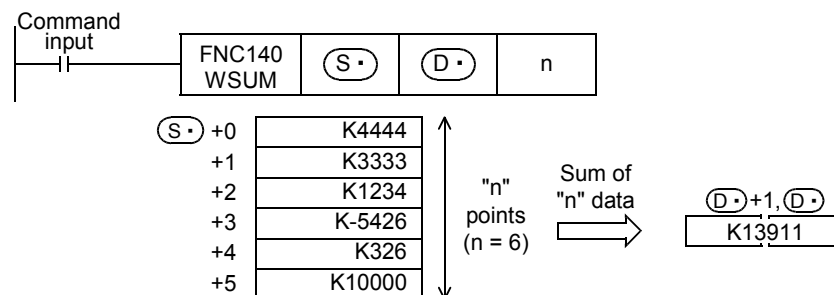 Command
input
FNC140
WSUM
S・
D・
n
S・ +0 K4444
+1 K3333
+2 K1234
+3 K-5426
+4 K326
+5 K10000
"n"
points
(n = 6)
Sum of
"n" data
D・+1, D・
K13911